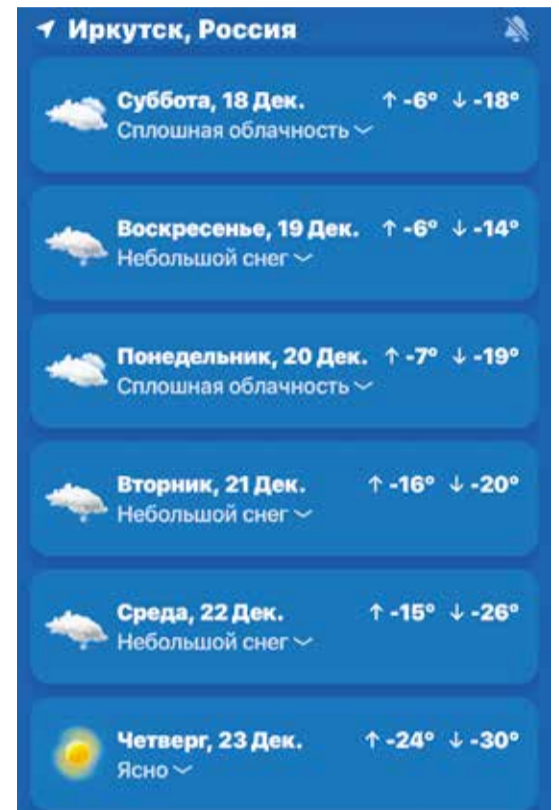 Иркутск, Россия
Суббота, 18 Дек. ↑ -6° ↓ -18°
Сплошная облачность
Воскресенье, 19 Дек. ↑ -6° ↓ -14°
Небольшой снег
Понедельник, 20 Дек. ↑ -7° ↓ -19°
Сплошная облачность
Вторник, 21 Дек. ↑ -16° ↓ -20°
Небольшой снег
Среда, 22 Дек. ↑ -15° ↓ -26°
Небольшой снег
Четверг, 23 Дек. ↑ -24° ↓ -30°
Ясно